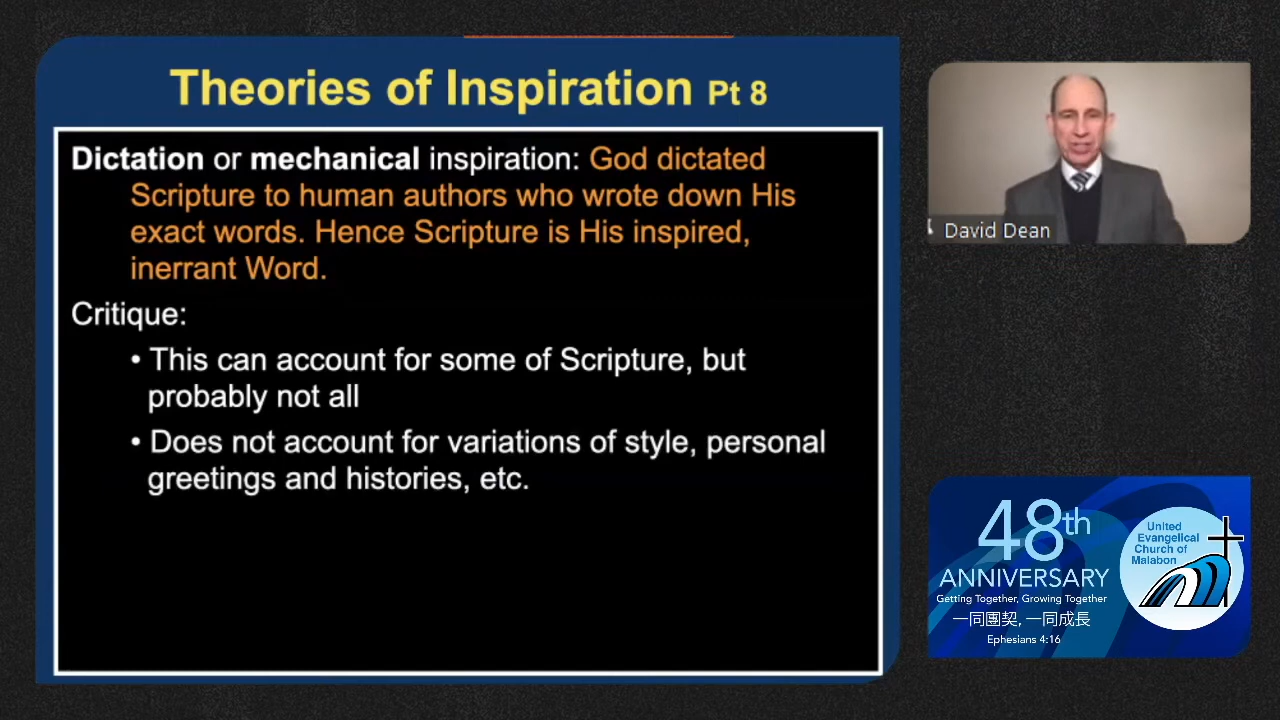 Theories of Inspiration Pt 8
Dictation or mechanical inspiration: God dictated
Scripture to human authors who wrote down His
exact words. Hence Scripture is His inspired,
inerrant Word.
Critique:
• This can account for some of Scripture, but
probably not all
• Does not account for variations of style, personal
greetings and histories, etc.
David Dean
48th
ANNIVERSARY
Getting Together, Growing Together
一同團契, 一同成長
Ephesians 4:16
United
Evangelical
Church of
Malabon